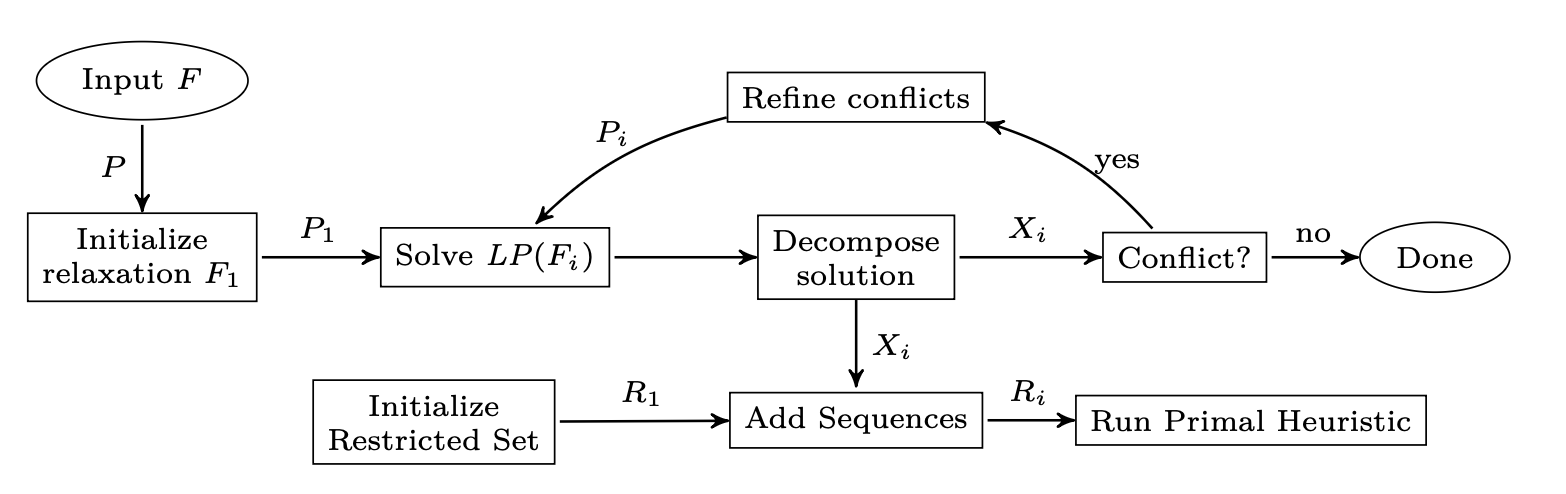 Input F
Refine conflicts
P_i
yes
P
Initialize
relaxation F_1
P_1
Solve LP(F_i)
Decompose
solution
X_i
Conflict?
no
Done
X_i
Initialize
Restricted Set
R_1
Add Sequences
R_i
Run Primal Heuristic